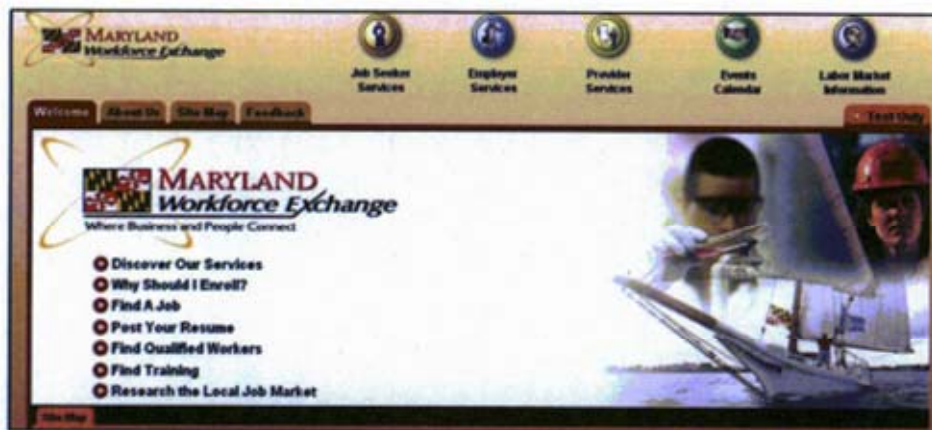 MARYLAND
Workforce Exchange
Job Seeker
Services
Employer
Services
Provider
Services
Events
Calendar
Labor Market
Information
Welcome
About Us
Site Map
Feedback
Text Only
MARYLAND
Workforce Exchange
Where Business and People Connect
Discover Our Services
Why Should I Enroll?
Find A Job
Post Your Resume
Find Qualified Workers
Find Training
Research the Local Job Market
Site Map